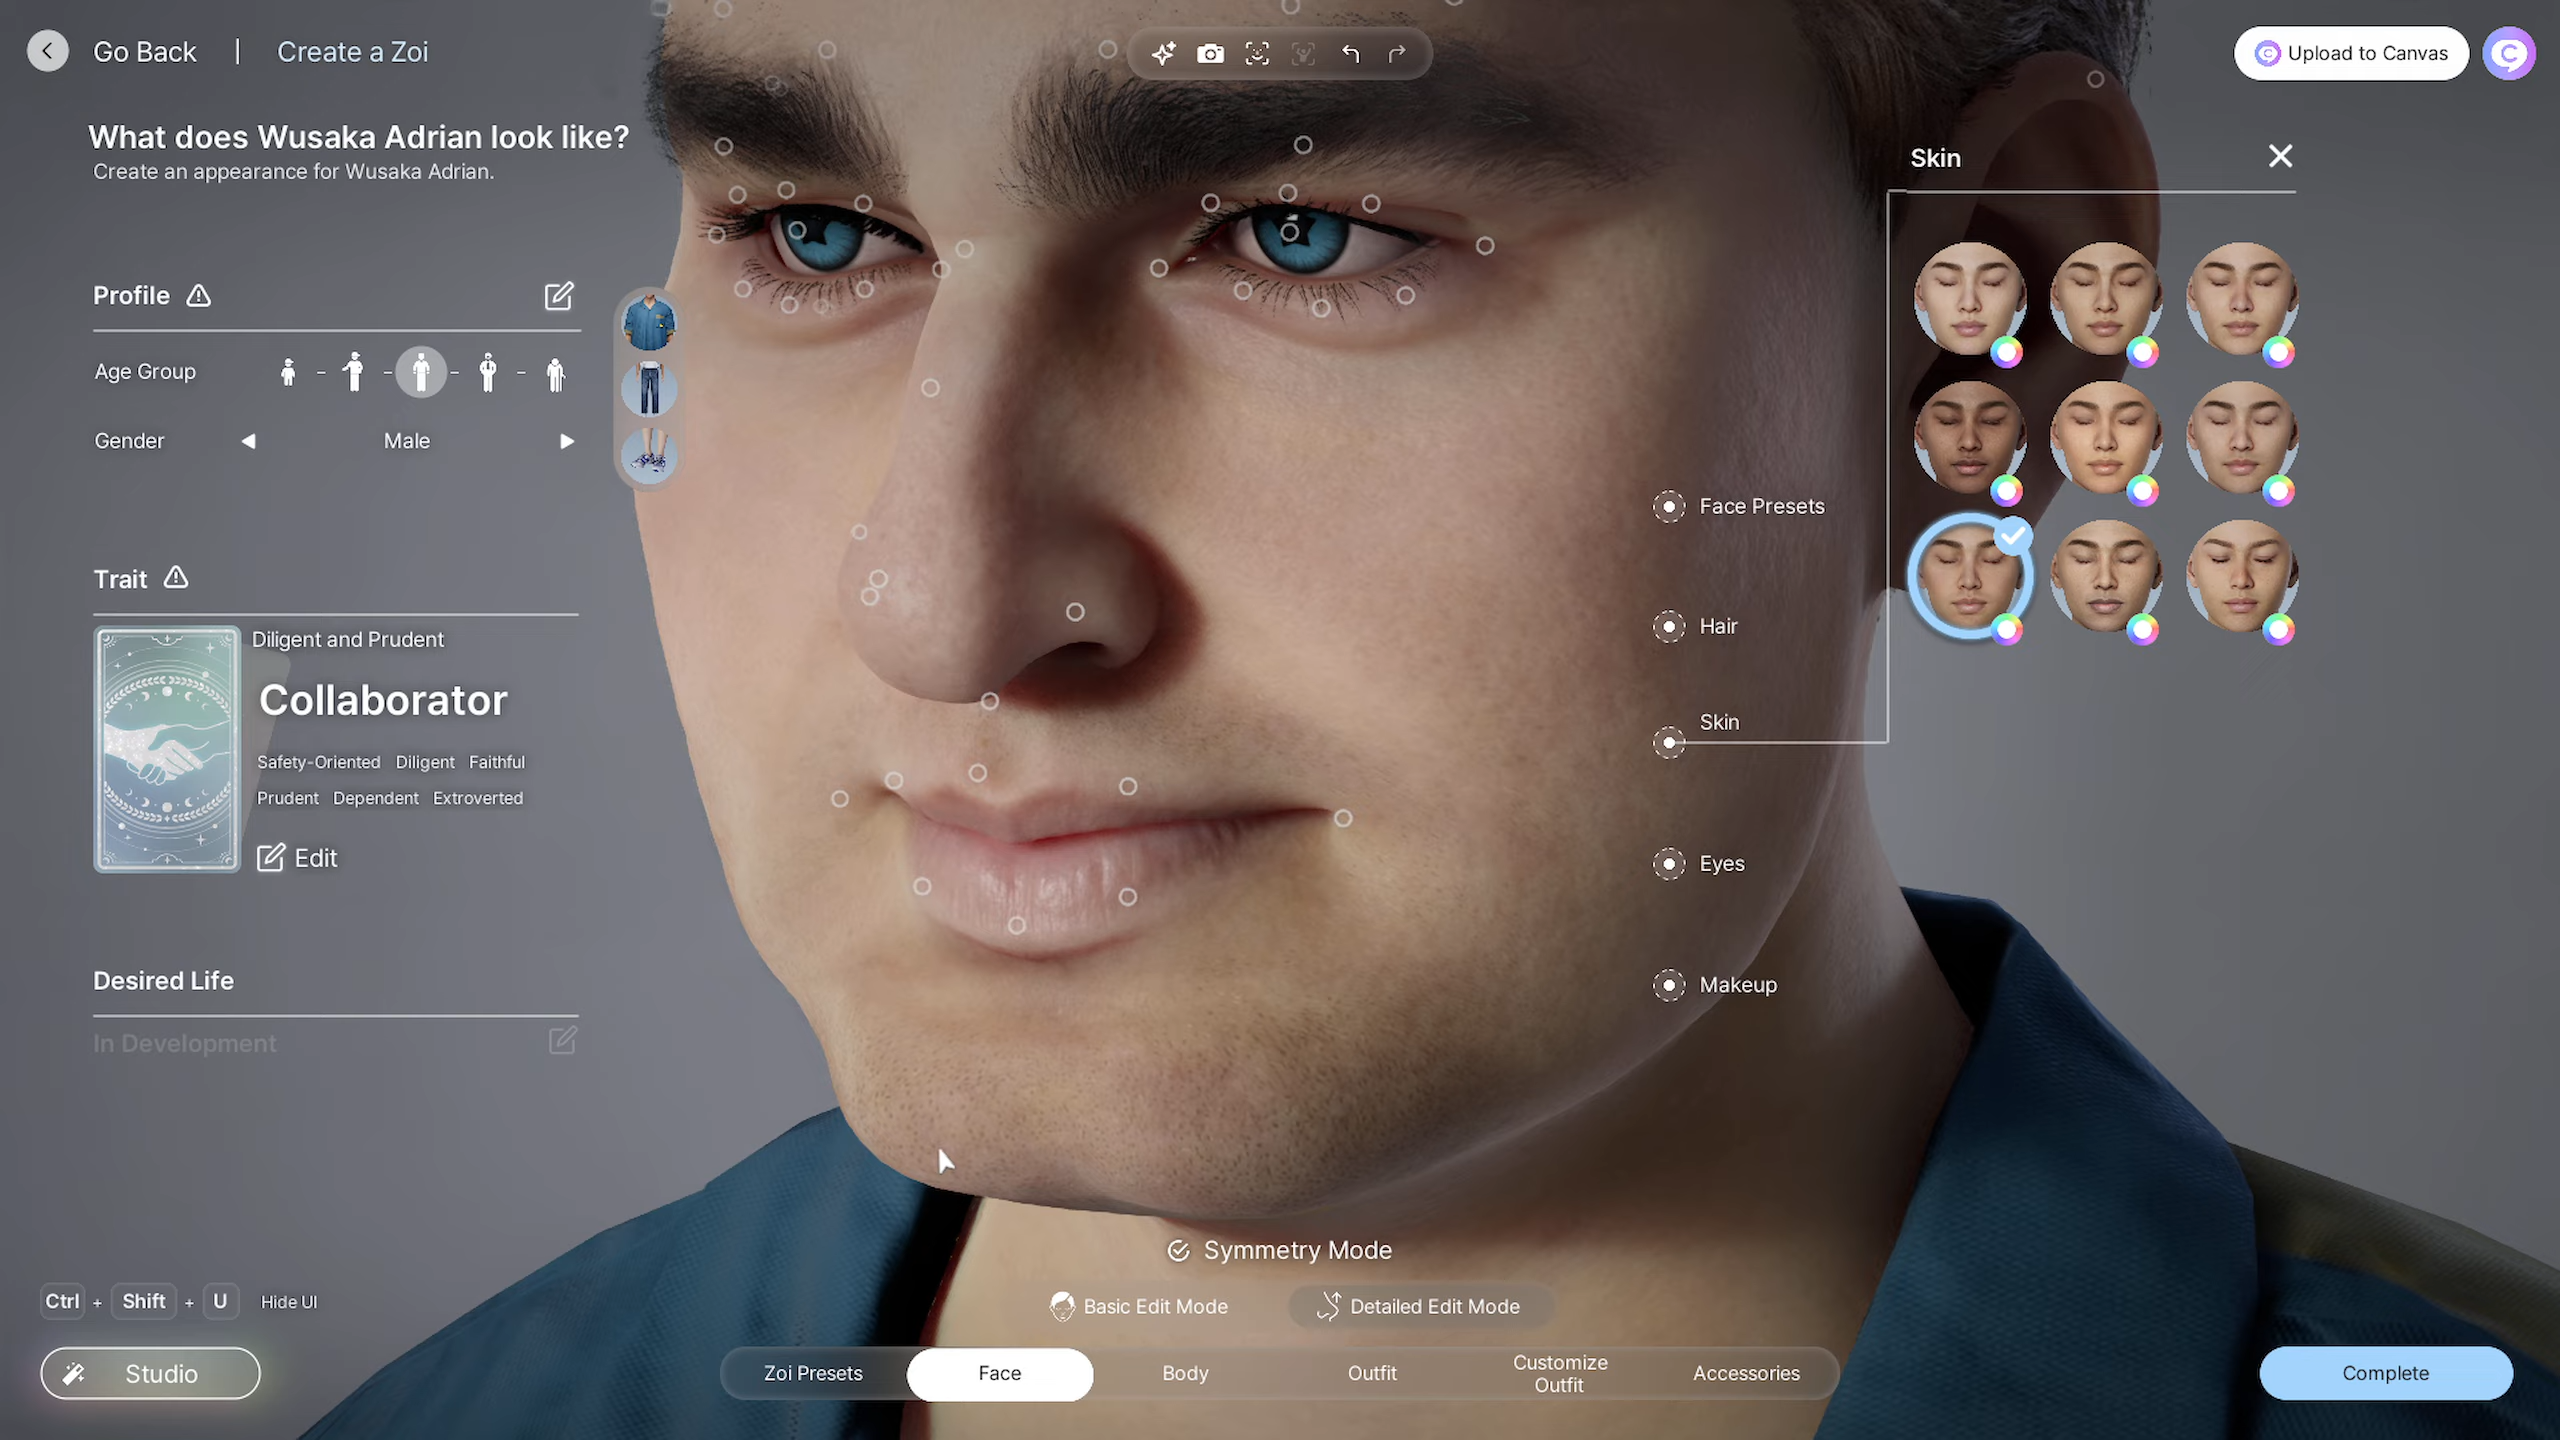 Go Back | Create a Zoi
Upload to Canvas
What does Wusaka Adrian look like?
Create an appearance for Wusaka Adrian.
Profile
Age Group
Gender
Male
Trait
Diligent and Prudent
Collaborator
Safety-Oriented Diligent Faithful
Prudent Dependent Extroverted
Edit
Desired Life
In Development
Skin
Face Presets
Hair
Skin
Eyes
Makeup
Symmetry Mode
Basic Edit Mode
Detailed Edit Mode
Ctrl + Shift + U Hide UI
Studio
Zoi Presets
Face
Body
Outfit
Customize
Outfit
Accessories
Complete